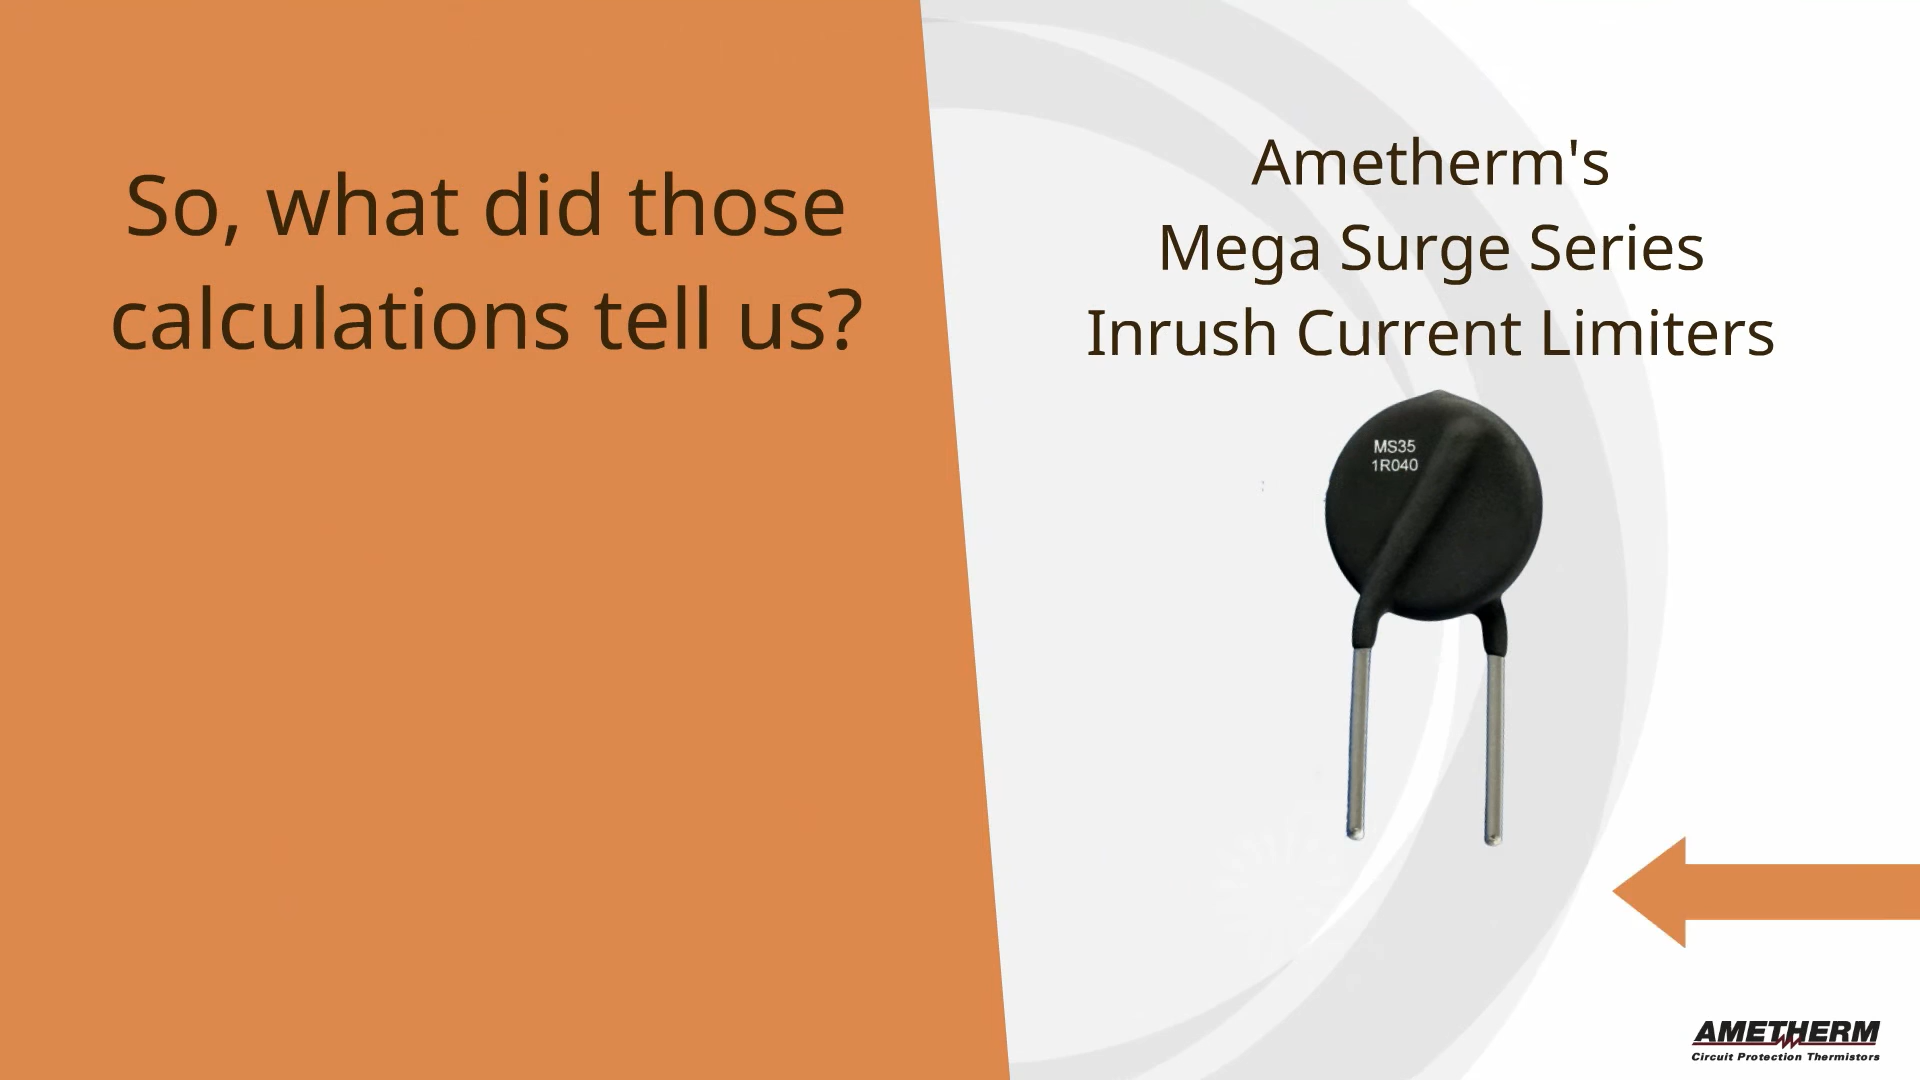 So, what did those
calculations tell us?
Ametherm's
Mega Surge Series
Inrush Current Limiters
MS35
1R040
AMETHERM
Circuit Protection Thermistors